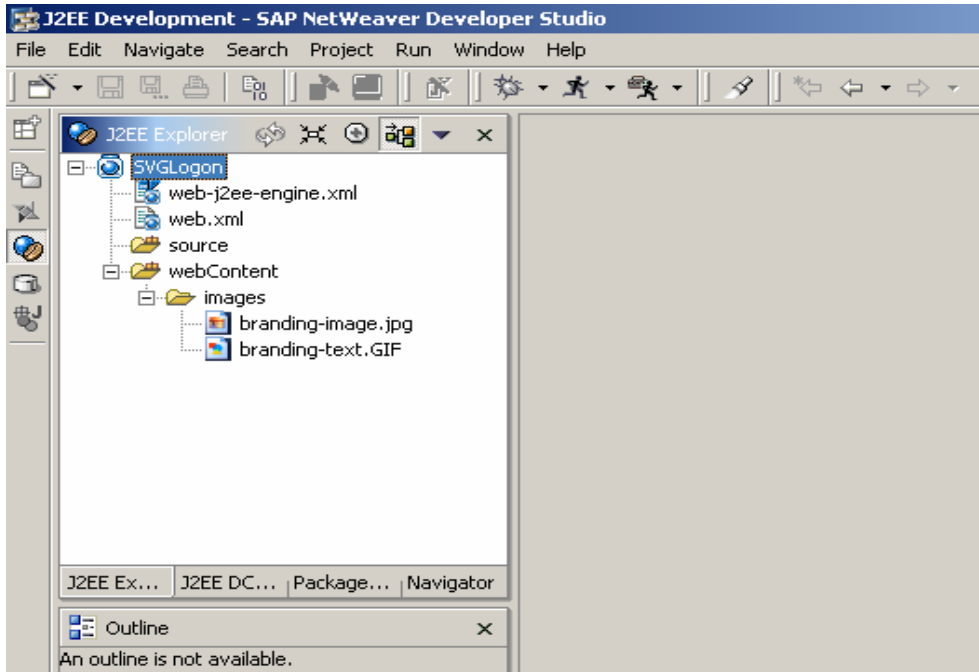 J2EE Development - SAP NetWeaver Developer Studio
File Edit Navigate Search Project Run Window Help
J2EE Explorer
SVGLogon
web-j2ee-engine.xml
web.xml
source
webContent
images
branding-image.jpg
branding-text.GIF
J2EE Ex... J2EE DC... Package... Navigator
Outline
An outline is not available.